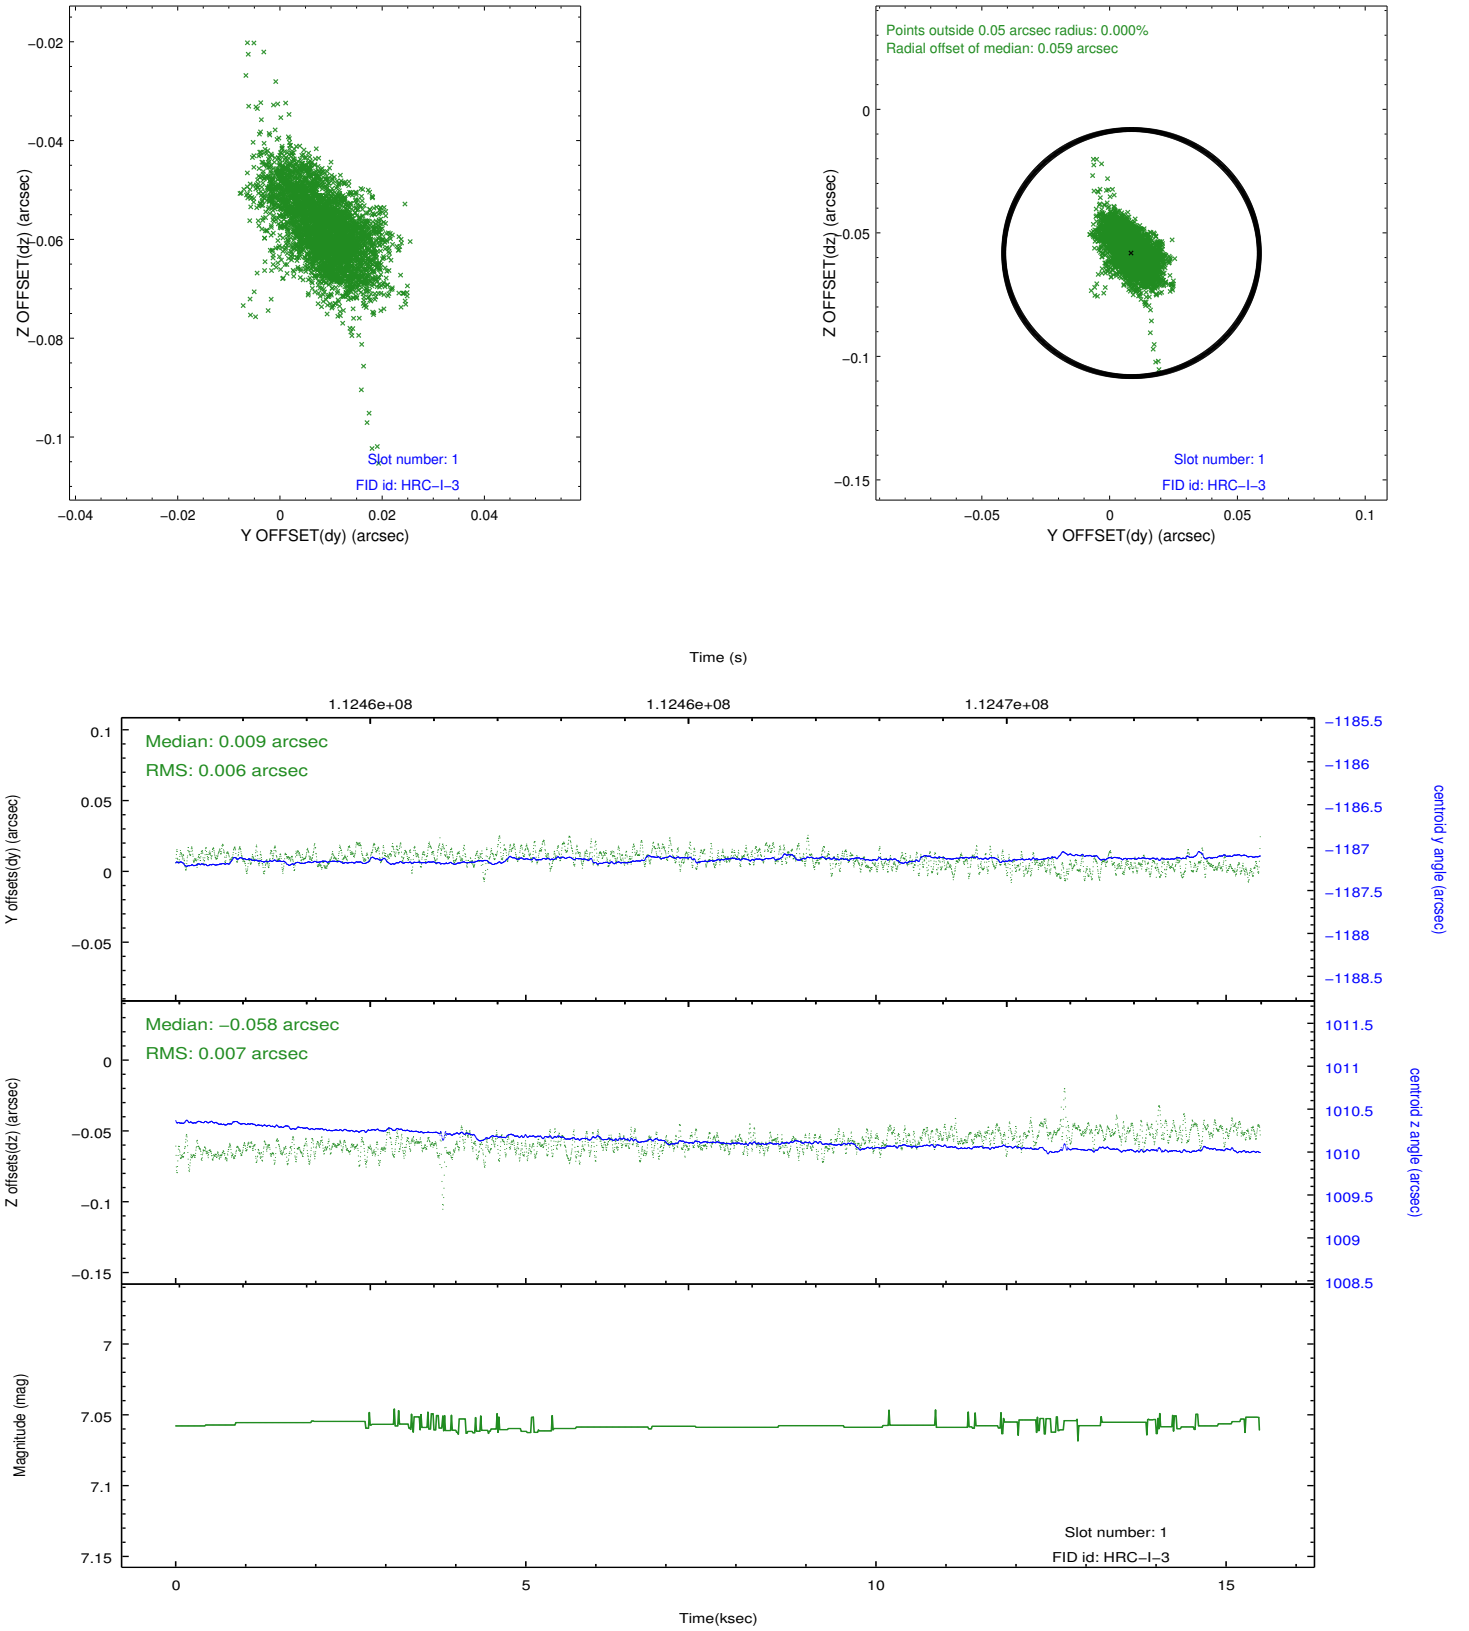 −0.02
−0.04
−0.06
−0.08
−0.1
Z OFFSET(dz) (arcsec)
Slot number: 1
FID id: HRC−I−3
−0.04 −0.02 0 0.02 0.04
Y OFFSET(dy) (arcsec)
Points outside 0.05 arcsec radius: 0.000%
Radial offset of median: 0.059 arcsec
0
−0.05
−0.1
−0.15
Z OFFSET(dz) (arcsec)
Slot number: 1
FID id: HRC−I−3
−0.05 0 0.05 0.1
Y OFFSET(dy) (arcsec)
Time (s)
1.1246e+08 1.1246e+08 1.1247e+08
Median: 0.009 arcsec
RMS: 0.006 arcsec
0.1
0.05
0
−0.05
Y offsets(dy) (arcsec)
−1185.5
−1186
−1186.5
−1187
−1187.5
−1188
−1188.5
centroid y angle (arcsec)
Median: −0.058 arcsec
RMS: 0.007 arcsec
0
−0.05
−0.1
−0.15
Z offsets(dz) (arcsec)
1011.5
1011
1010.5
1010
1009.5
1009
1008.5
centroid z angle (arcsec)
7
7.05
7.1
7.15
Magnitude (mag)
Slot number: 1
FID id: HRC−I−3
0 5 10 15
Time(ksec)